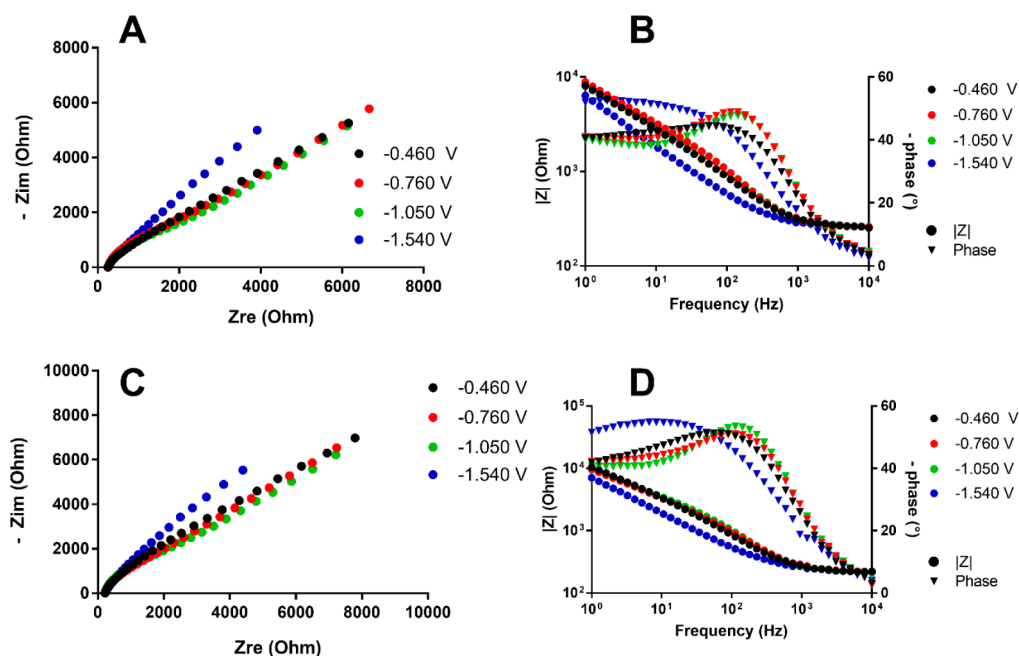 A
8000
6000
4000
2000
0
- Zim (Ohm)
0 2000 4000 6000 8000
Zre (Ohm)
-0.460 V
-0.760 V
-1.050 V
-1.540 V
B
10⁴
10³
10²
|Z| (Ohm)
60
40
20
0
- phase (°)
10⁰ 10¹ 10² 10³ 10⁴
Frequency (Hz)
-0.460 V
-0.760 V
-1.050 V
-1.540 V
|Z|
Phase
C
10000
8000
6000
4000
2000
0
- Zim (Ohm)
0 2000 4000 6000 8000 10000
Zre (Ohm)
-0.460 V
-0.760 V
-1.050 V
-1.540 V
D
10⁵
10⁴
10³
10²
|Z| (Ohm)
60
40
20
0
- phase (°)
10⁰ 10¹ 10² 10³ 10⁴
Frequency (Hz)
-0.460 V
-0.760 V
-1.050 V
-1.540 V
|Z|
Phase